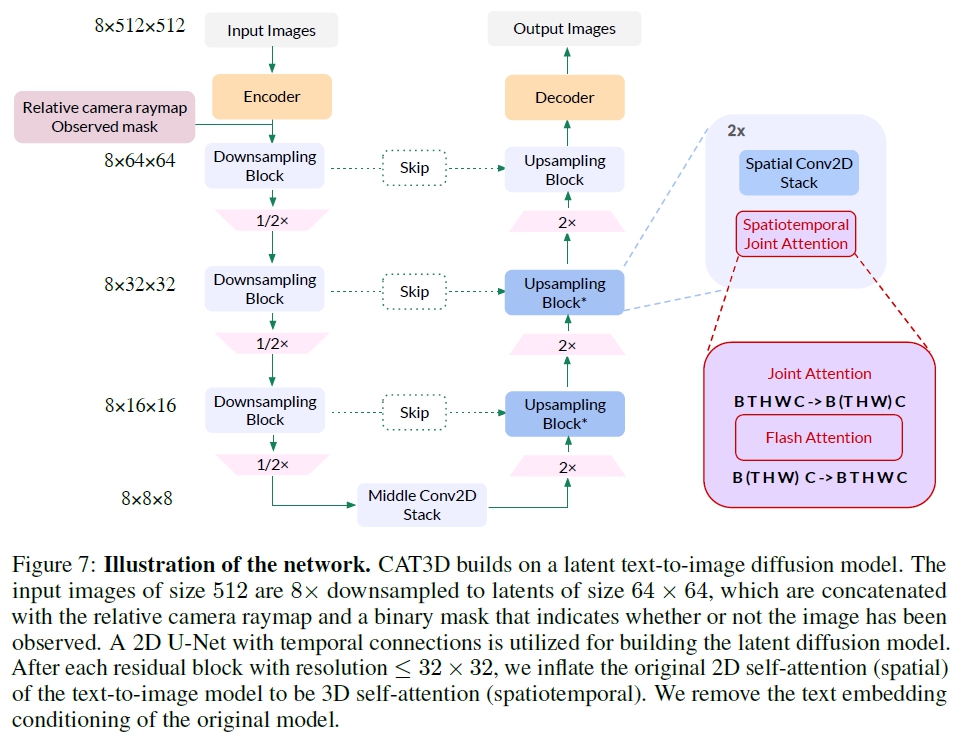 8×512×512
Input Images
Output Images
Encoder
Decoder
Relative camera raymap
Observed mask
8×64×64
Downsampling
Block
Skip
Upsampling
Block
2x
Spatial Conv2D
Stack
Spatiotemporal
Joint Attention
1/2×
2×
8×32×32
Downsampling
Block
Skip
Upsampling
Block*
1/2×
2×
8×16×16
Downsampling
Block
Skip
Upsampling
Block*
Joint Attention
B T H W C -> B (T H W) C
Flash Attention
B (T H W) C -> B T H W C
1/2×
2×
8×8×8
Middle Conv2D
Stack
Figure 7: Illustration of the network. CAT3D builds on a latent text-to-image diffusion model. The
input images of size 512 are 8× downsampled to latents of size 64 × 64, which are concatenated
with the relative camera raymap and a binary mask that indicates whether or not the image has been
observed. A 2D U-Net with temporal connections is utilized for building the latent diffusion model.
After each residual block with resolution ≤ 32 × 32, we inflate the original 2D self-attention (spatial)
of the text-to-image model to be 3D self-attention (spatiotemporal). We remove the text embedding
conditioning of the original model.